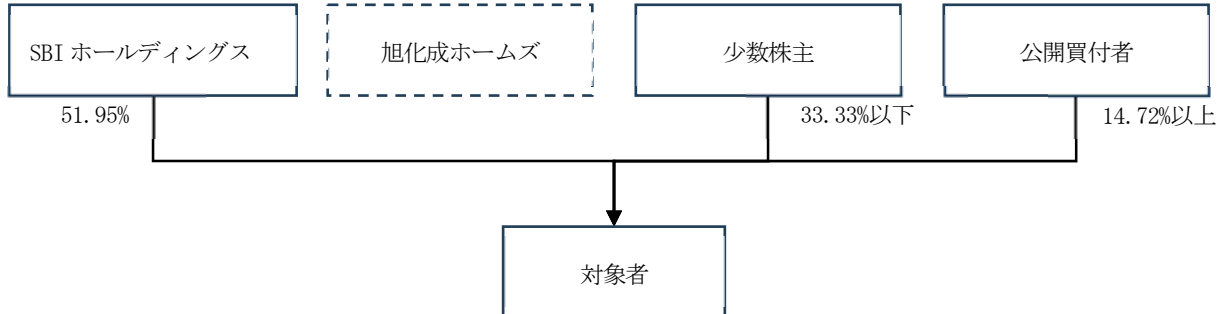 SBI ホールディングス
旭化成ホームズ
少数株主
公開買付者
51.95%
33.33%以下
14.72%以上
対象者